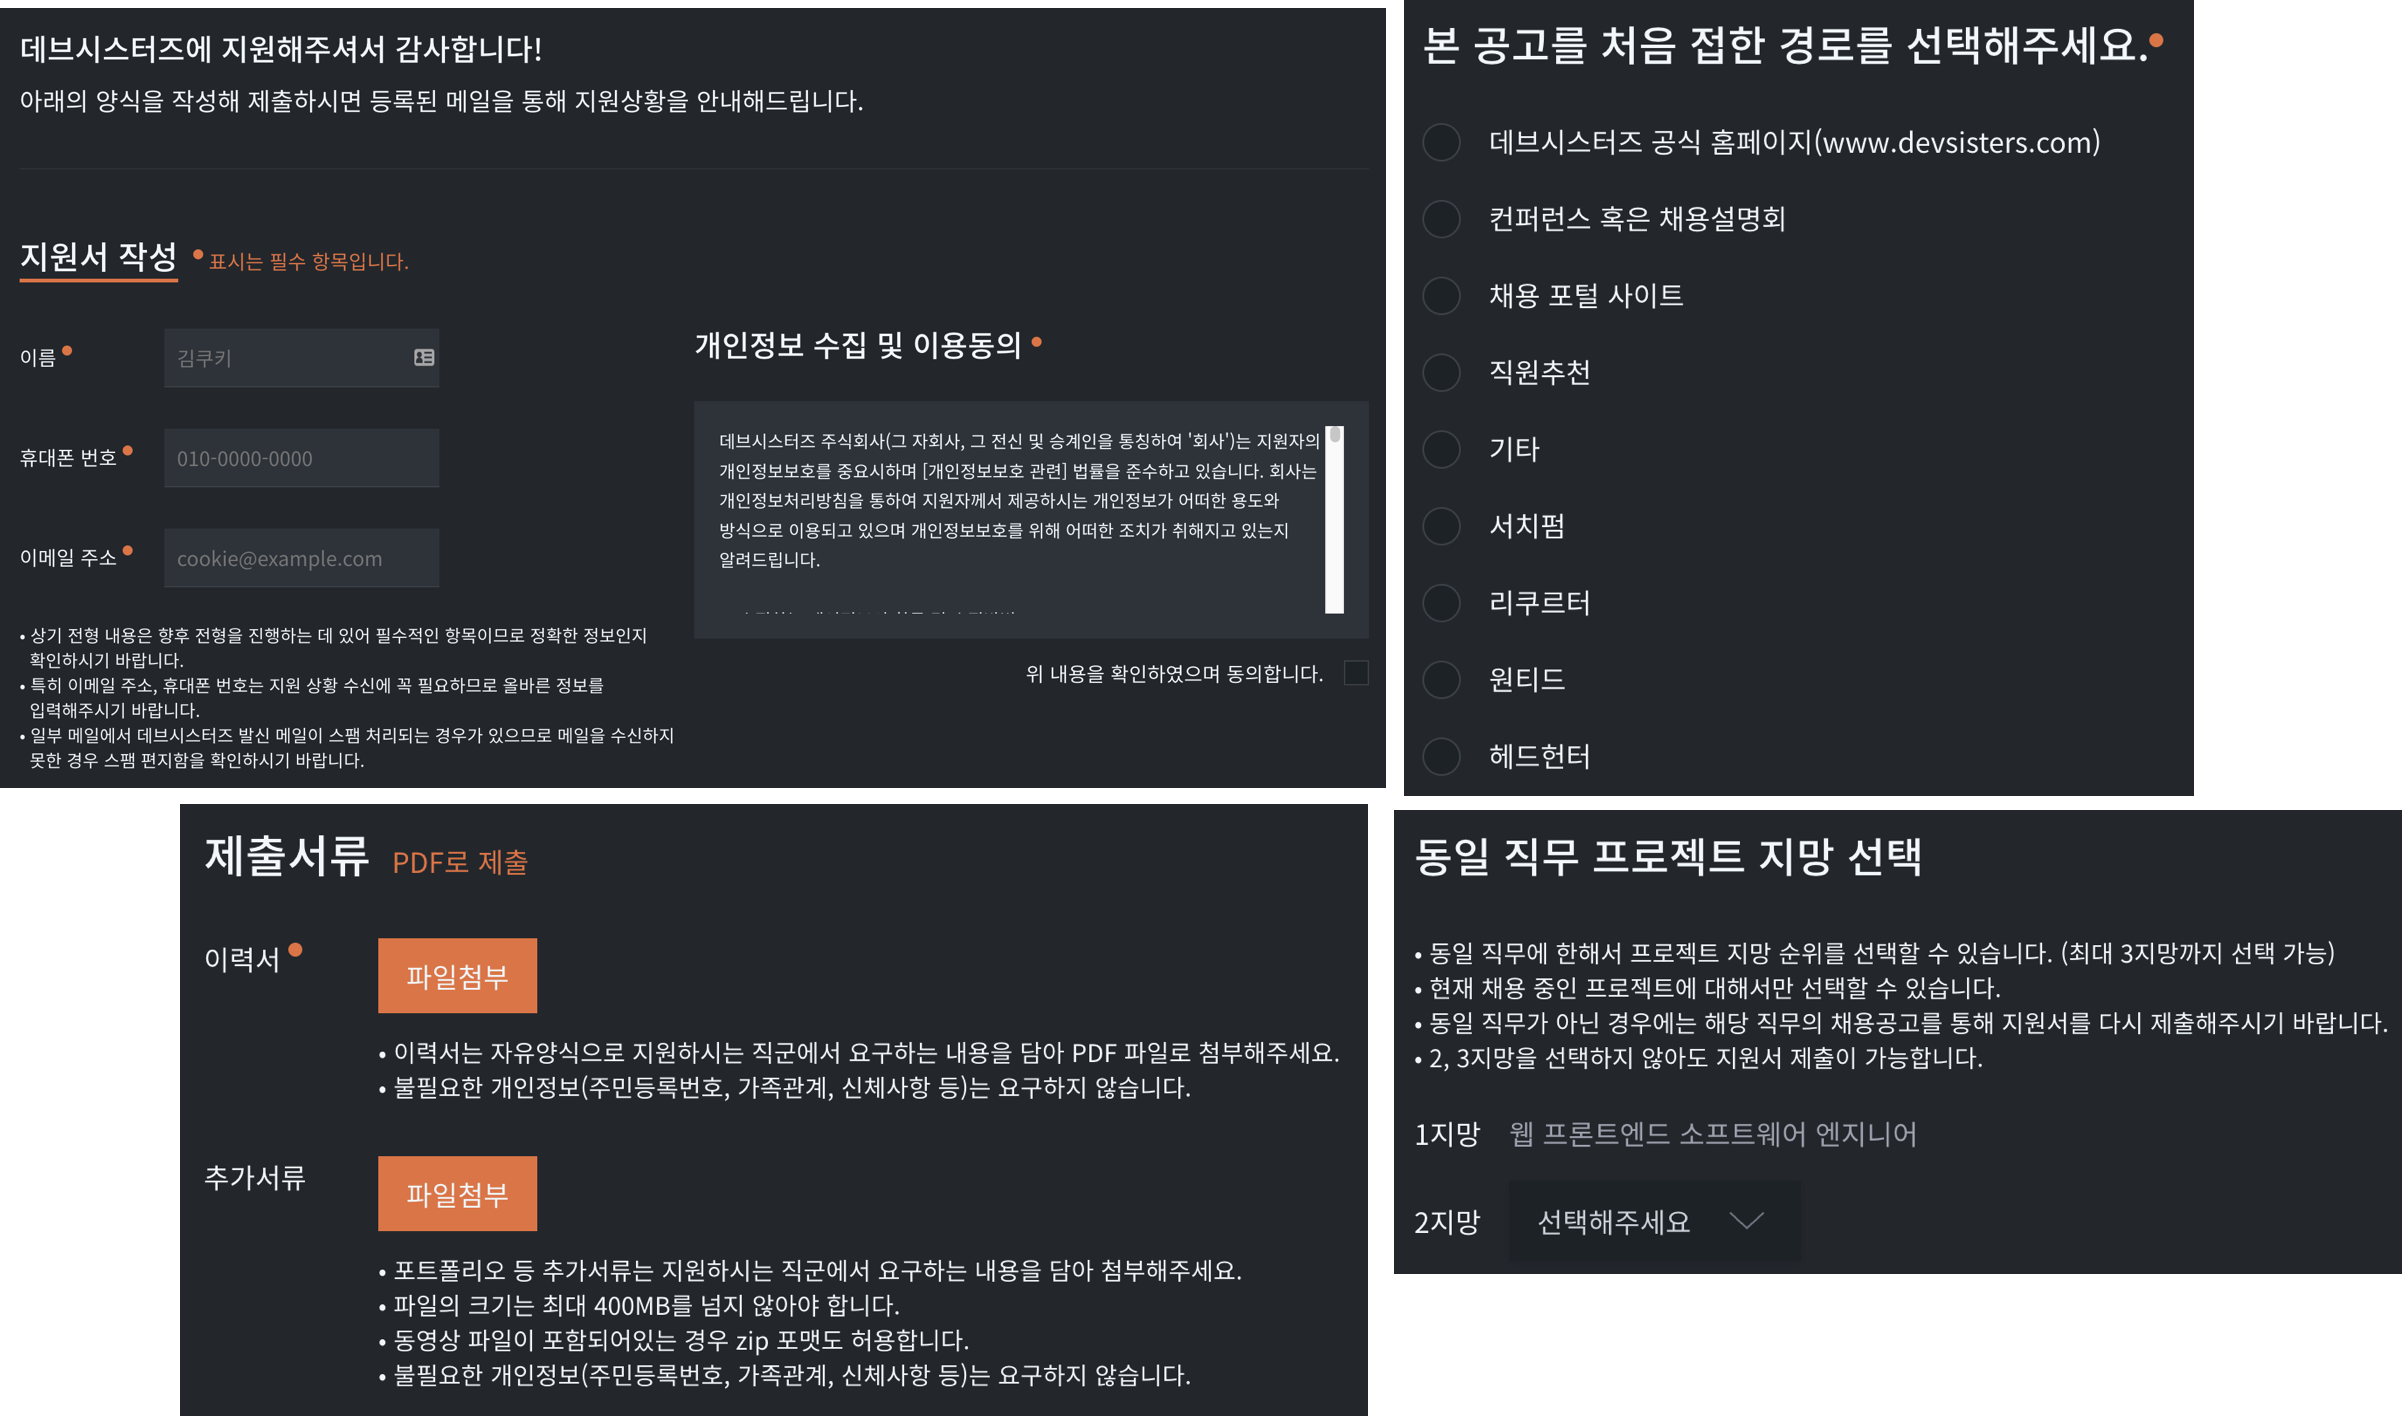 데브시스터즈에 지원해주셔서 감사합니다!
아래의 양식을 작성해 제출하시면 등록된 메일을 통해 지원상황을 안내해드립니다.
지원서 작성 • 표시는 필수 항목입니다.
이름 • 김쿠키
휴대폰 번호 • 010-0000-0000
이메일 주소 • cookie@example.com
• 상기 전형 내용은 향후 전형을 진행하는 데 있어 필수적인 항목이므로 정확한 정보인지
확인하시기 바랍니다.
• 특히 이메일 주소, 휴대폰 번호는 지원 상황 수신에 꼭 필요하므로 올바른 정보를
입력해주시기 바랍니다.
• 일부 메일에서 데브시스터즈 발신 메일이 스팸 처리되는 경우가 있으므로 메일을 수신하지
못한 경우 스팸 편지함을 확인하시기 바랍니다.
개인정보 수집 및 이용동의 •
데브시스터즈 주식회사(그 자회사, 그 전신 및 승계인을 통칭하여 '회사')는 지원자의
개인정보보호를 중요시하며 [개인정보보호 관련] 법률을 준수하고 있습니다. 회사는
개인정보처리방침을 통하여 지원자께서 제공하시는 개인정보가 어떠한 용도와
방식으로 이용되고 있으며 개인정보보호를 위해 어떠한 조치가 취해지고 있는지
알려드립니다.
위 내용을 확인하였으며 동의합니다.
본 공고를 처음 접한 경로를 선택해주세요. •
데브시스터즈 공식 홈페이지(www.devsisters.com)
컨퍼런스 혹은 채용설명회
채용 포털 사이트
직원추천
기타
서치펌
리쿠르터
원티드
헤드헌터
제출서류 PDF로 제출
이력서 • 파일첨부
• 이력서는 자유양식으로 지원하시는 직군에서 요구하는 내용을 담아 PDF 파일로 첨부해주세요.
• 불필요한 개인정보(주민등록번호, 가족관계, 신체사항 등)는 요구하지 않습니다.
추가서류 파일첨부
• 포트폴리오 등 추가서류는 지원하시는 직군에서 요구하는 내용을 담아 첨부해주세요.
• 파일의 크기는 최대 400MB를 넘지 않아야 합니다.
• 동영상 파일이 포함되어있는 경우 zip 포맷도 허용합니다.
• 불필요한 개인정보(주민등록번호, 가족관계, 신체사항 등)는 요구하지 않습니다.
동일 직무 프로젝트 지망 선택
• 동일 직무에 한해서 프로젝트 지망 순위를 선택할 수 있습니다. (최대 3지망까지 선택 가능)
• 현재 채용 중인 프로젝트에 대해서만 선택할 수 있습니다.
• 동일 직무가 아닌 경우에는 해당 직무의 채용공고를 통해 지원서를 다시 제출해주시기 바랍니다.
• 2, 3지망을 선택하지 않아도 지원서 제출이 가능합니다.
1지망 웹 프론트엔드 소프트웨어 엔지니어
2지망 선택해주세요